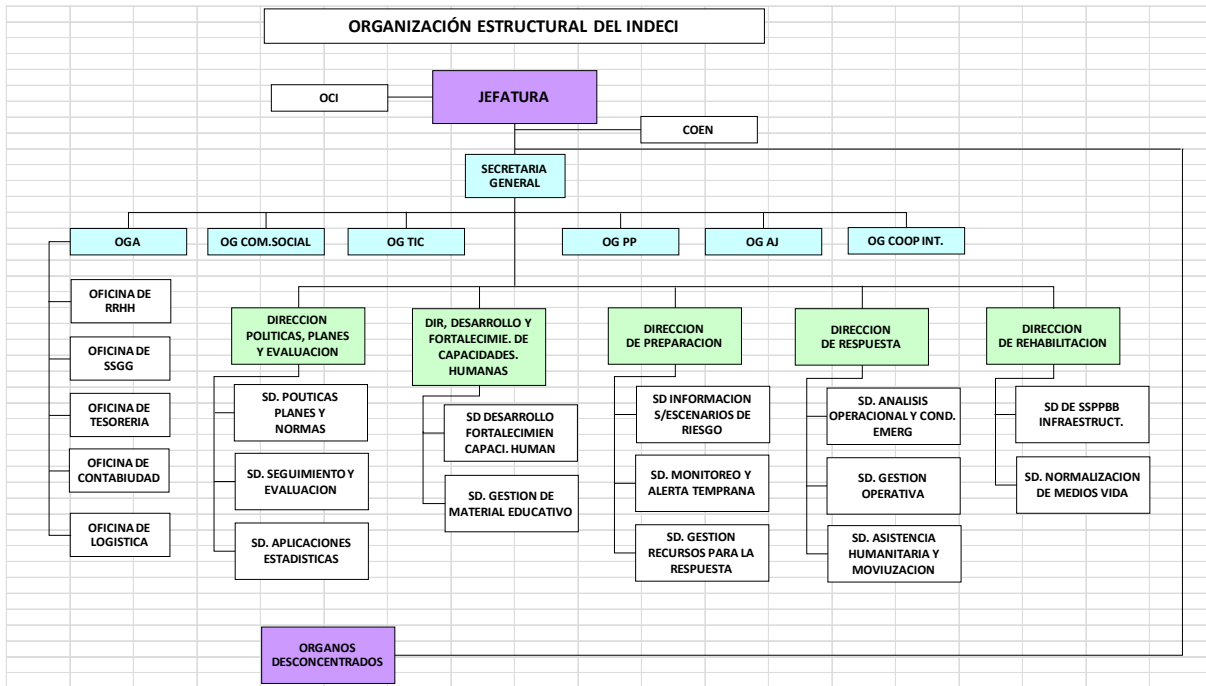 ORGANIZACIÓN ESTRUCTURAL DEL INDECI
JEFATURA
OCI
COEN
SECRETARIA
GENERAL
OGA
OG COM.SOCIAL
OG TIC
OG PP
OG AJ
OG COOP INT.
OFICINA DE
RRHH
OFICINA DE
SSGG
OFICINA DE
TESORERIA
OFICINA DE
CONTABIUDAD
OFICINA DE
LOGISTICA
DIRECCION
POLITICAS, PLANES
Y EVALUACION
SD. POUTICAS
PLANES Y
NORMAS
SD. SEGUIMIENTO Y
EVALUACION
SD. APLICACIONES
ESTADISTICAS
DIR, DESARROLLO Y
FORTALECIMIE. DE
CAPACIDADES.
HUMANAS
SD DESARROLLO
FORTALECIMIEN
CAPACI. HUMAN
SD. GESTION DE
MATERIAL EDUCATIVO
DIRECCION
DE PREPARACION
SD INFORMACION
S/ESCENARIOS DE
RIESGO
SD. MONITOREO Y
ALERTA TEMPRANA
SD. GESTION
RECURSOS PARA LA
RESPUESTA
DIRECCION
DE RESPUESTA
SD. ANALISIS
OPERACIONAL Y COND.
EMERG
SD. GESTION
OPERATIVA
SD. ASISTENCIA
HUMANITARIA Y
MOVIUZACION
DIRECCION
DE REHABILITACION
SD DE SSPPBB
INFRAESTRUCT.
SD. NORMALIZACION
DE MEDIOS VIDA
ORGANOS
DESCONCENTRADOS